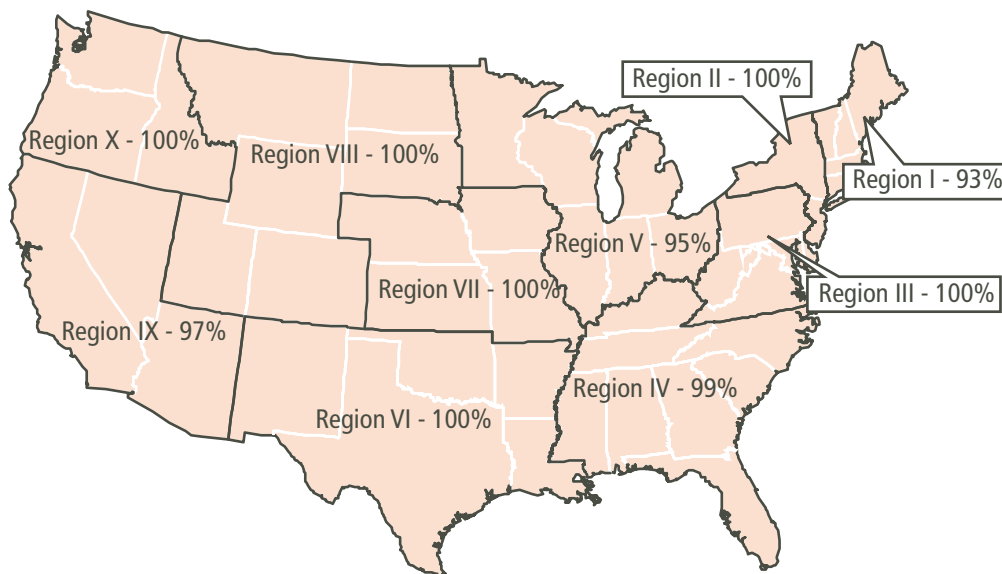 Region II - 100%
Region X - 100%
Region VIII - 100%
Region I - 93%
Region V - 95%
Region VII - 100%
Region III - 100%
Region IX - 97%
Region IV - 99%
Region VI - 100%